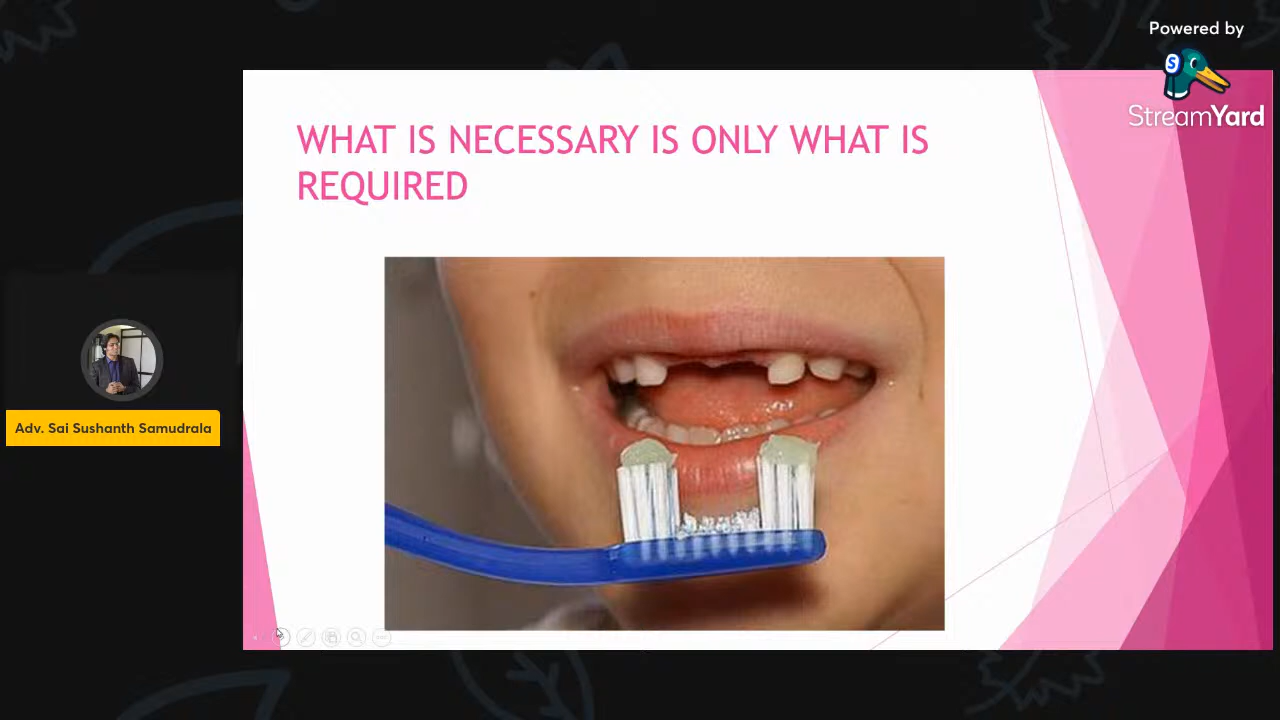 Powered by
S
StreamYard
WHAT IS NECESSARY IS ONLY WHAT IS
REQUIRED
Adv. Sai Sushanth Samudrala